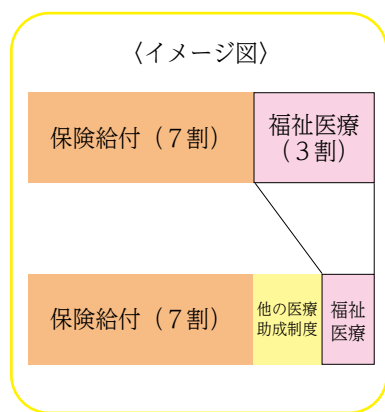 〈イメージ図〉
保険給付（７割）
福祉医療
（３割）
保険給付（７割）
他の医療
助成制度
福祉
医療